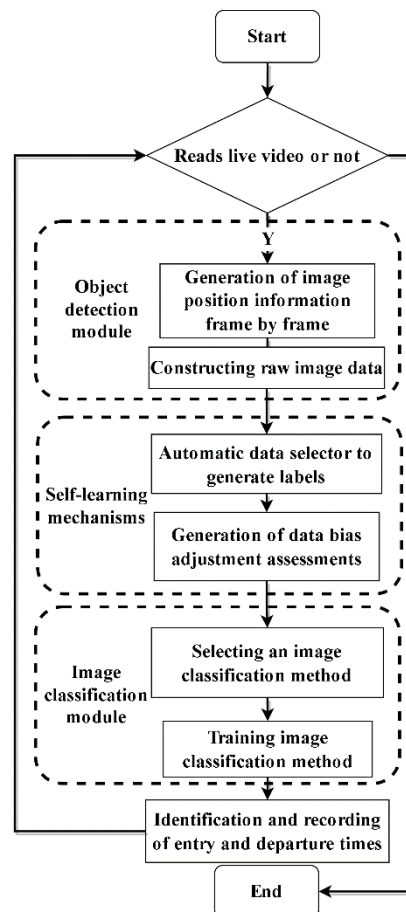 Start
Reads live video or not
Y
Object
detection
module
Generation of image
position information
frame by frame
Constructing raw image data
Self-learning
mechanisms
Automatic data selector to
generate labels
Generation of data bias
adjustment assessments
Image
classification
module
Selecting an image
classification method
Training image
classification method
Identification and recording
of entry and departure times
End